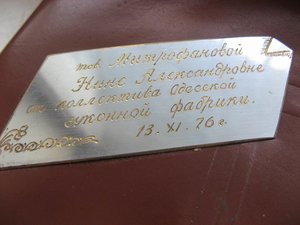 тов. Митрофановой
Нине Александровне
от коллектива Одесской
суконной фабрики.
13. XI. 76 г.